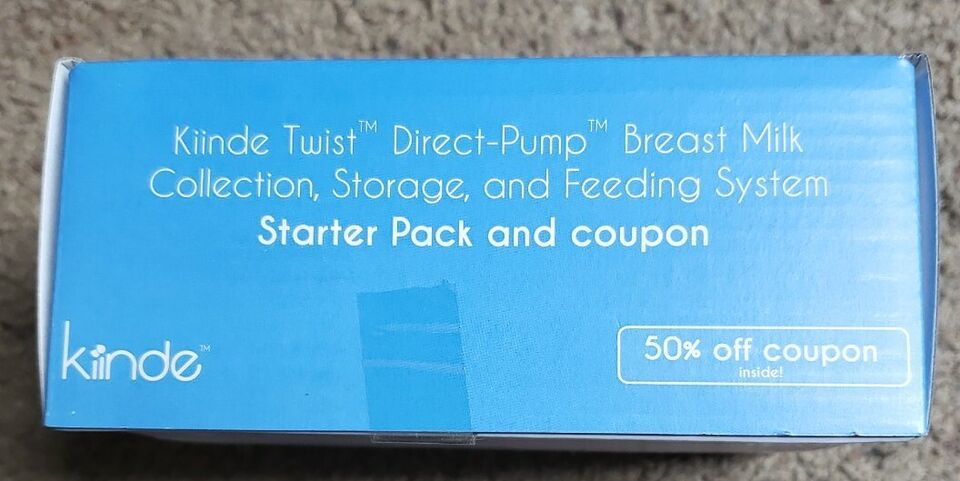 Kiinde Twist™ Direct-Pump™ Breast Milk
Collection, Storage, and Feeding System
Starter Pack and coupon
kiinde™
50% off coupon
inside!